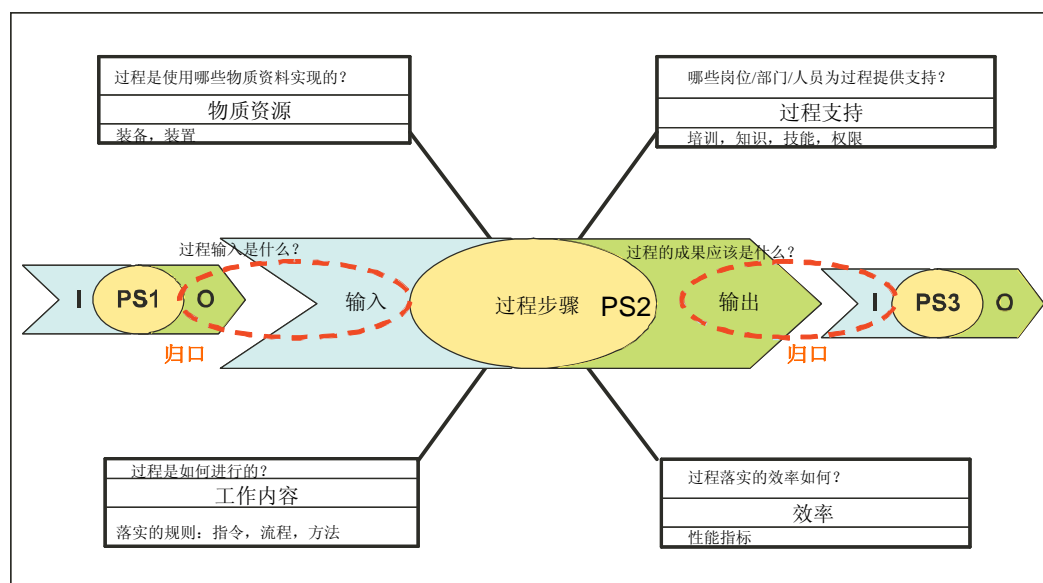 过程是使用哪些物质资料实现的？
物质资源
装备，装置
哪些岗位/部门/人员为过程提供支持？
过程支持
培训，知识，技能，权限
过程输入是什么？
过程的成果应该是什么？
I PS1 O 输入 过程步骤 PS2 输出 I PS3 O
归口 归口
过程是如何进行的？
工作内容
落实的规则：指令，流程，方法
过程落实的效率如何？
效率
性能指标